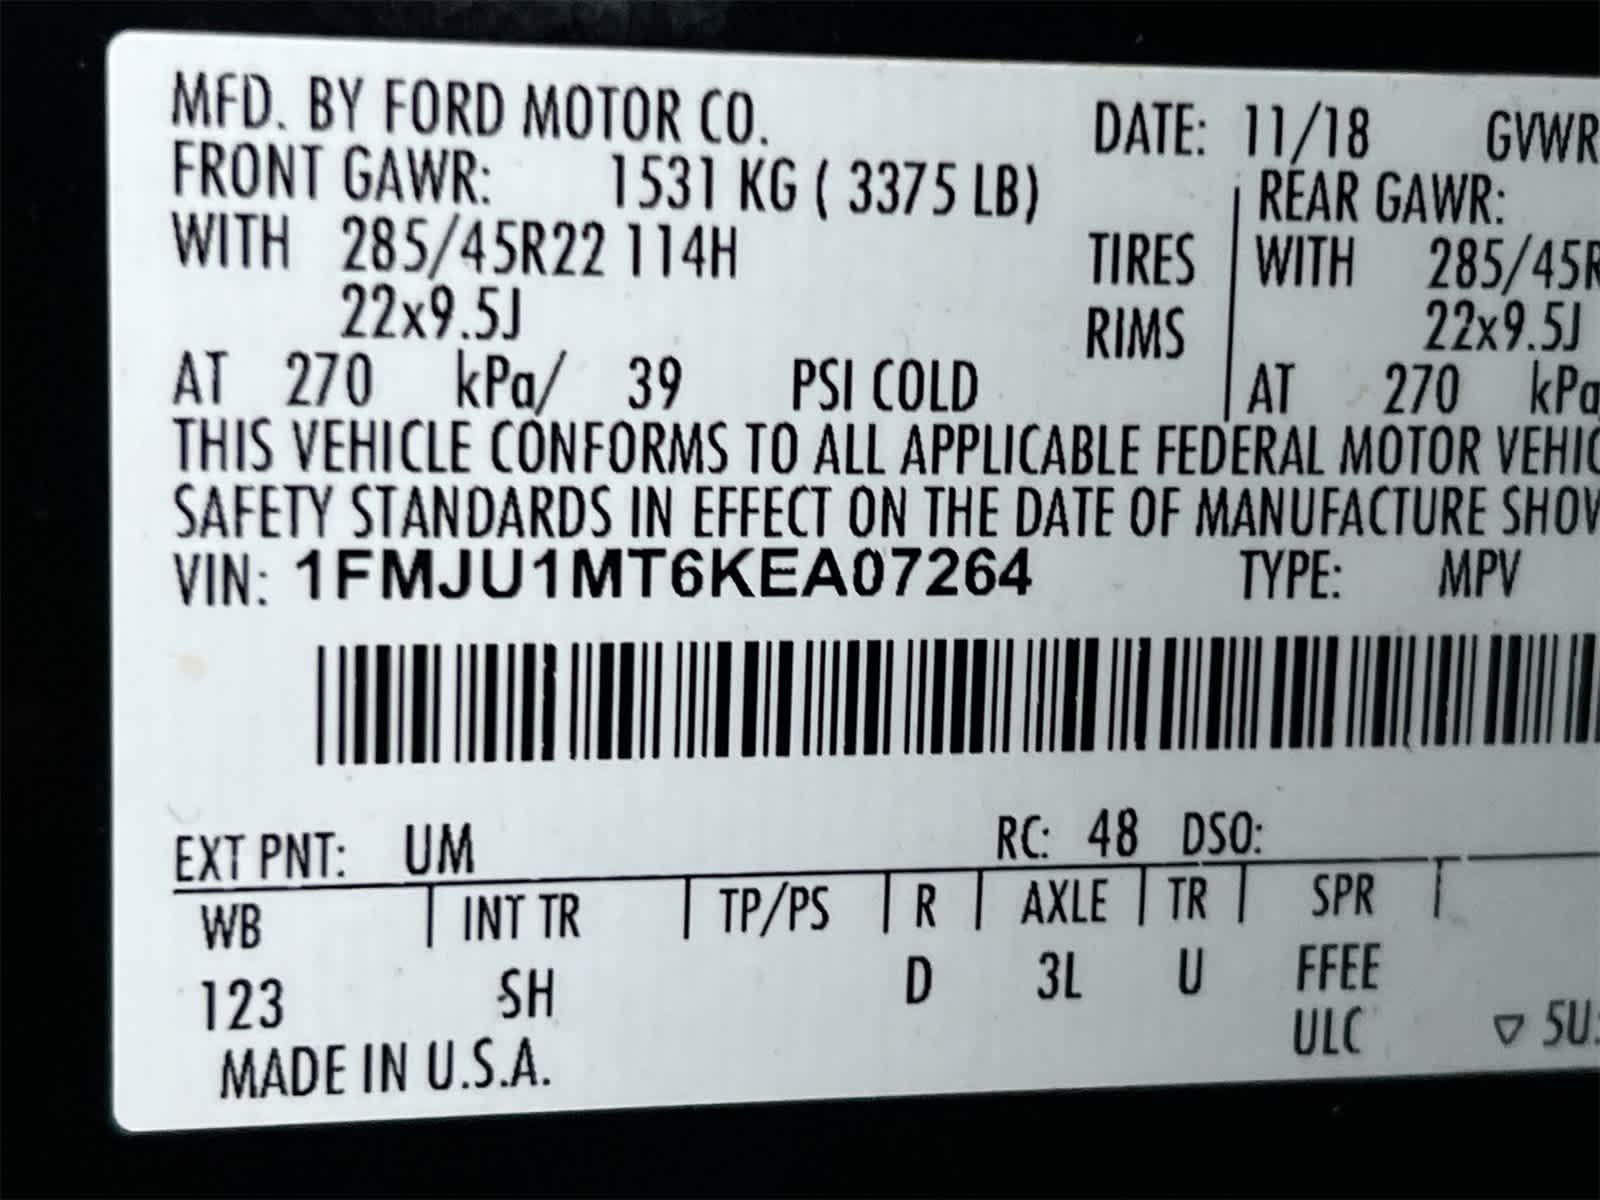 MFD. BY FORD MOTOR CO. DATE: 11/18 GVWR
FRONT GAWR: 1531 KG ( 3375 LB) REAR GAWR:
WITH 285/45R22 114H TIRES WITH 285/45R
22x9.5J RIMS 22x9.5J
AT 270 kPa/ 39 PSI COLD AT 270 kPa
THIS VEHICLE CONFORMS TO ALL APPLICABLE FEDERAL MOTOR VEHIC
SAFETY STANDARDS IN EFFECT ON THE DATE OF MANUFACTURE SHOW
VIN: 1FMJU1MT6KEA07264 TYPE: MPV
EXT PNT: UM RC: 48 DSO:
WB | INT TR | TP/PS | R | AXLE | TR | SPR |
123 SH D 3L U FFEE
ULC ▽ 5U
MADE IN U.S.A.